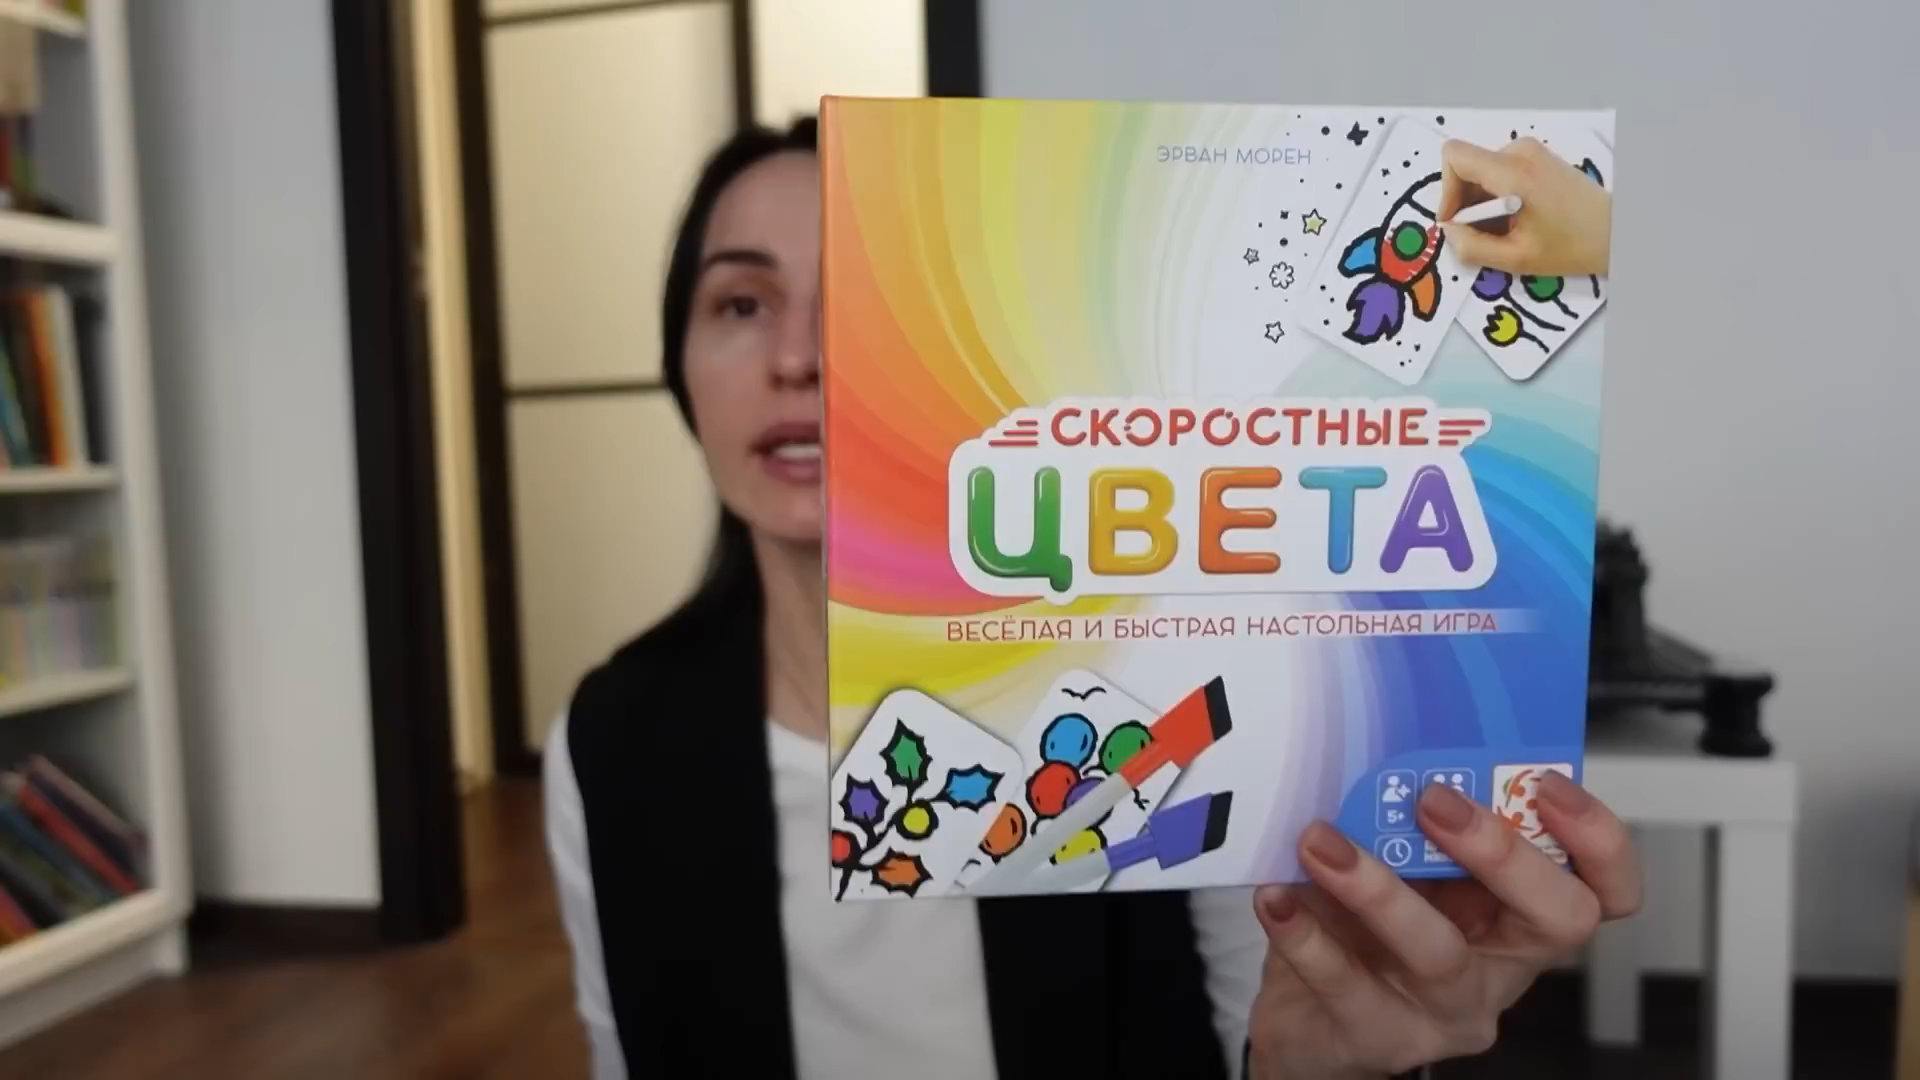 ЭРВАН МОРЕН
СКОРОСТНЫЕ
ЦВЕТА
ВЕСЁЛАЯ И БЫСТРАЯ НАСТОЛЬНАЯ ИГРА
5+